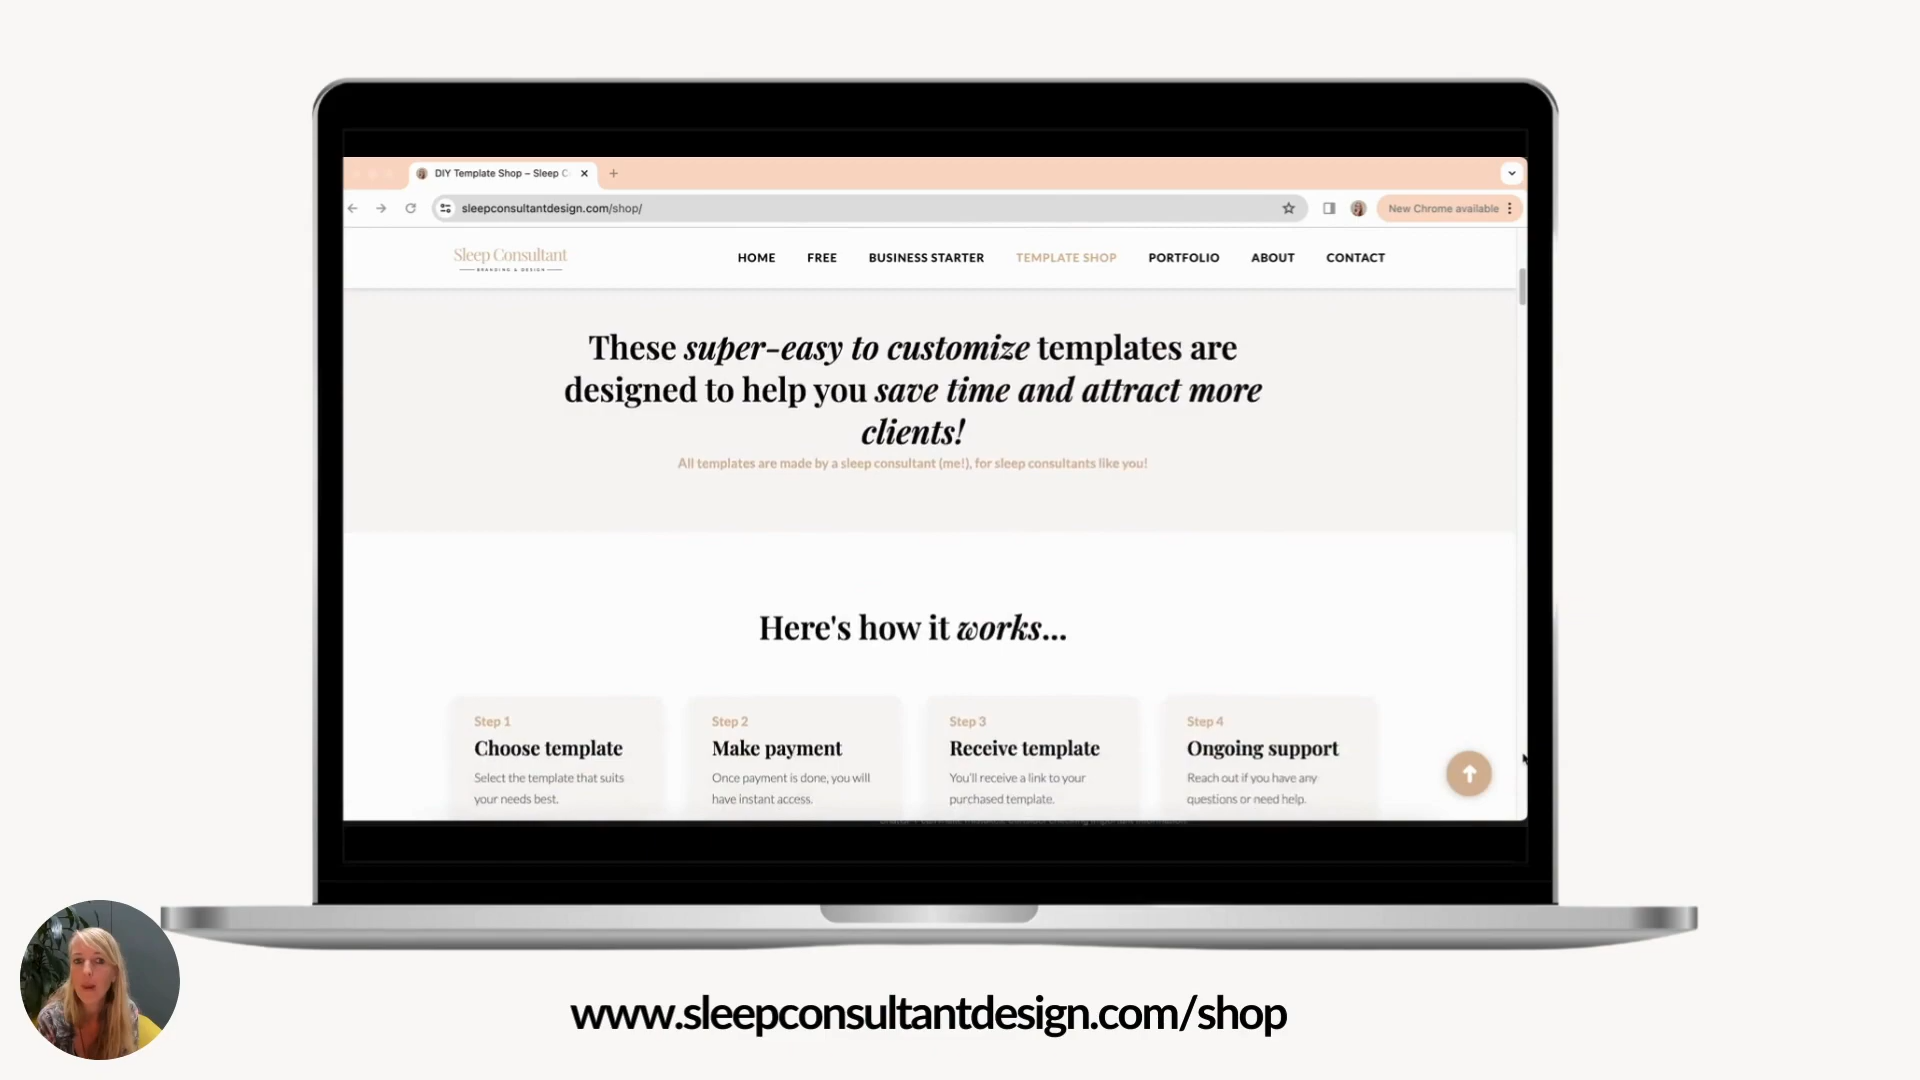 DIY Template Shop – Sleep C
sleepconsultantdesign.com/shop/
New Chrome available
Sleep Consultant
BRANDING & DESIGN
HOME
FREE
BUSINESS STARTER
TEMPLATE SHOP
PORTFOLIO
ABOUT
CONTACT
These super-easy to customize templates are
designed to help you save time and attract more
clients!
All templates are made by a sleep consultant (me!), for sleep consultants like you!
Here's how it works...
Step 1
Choose template
Select the template that suits
your needs best.
Step 2
Make payment
Once payment is done, you will
have instant access.
Step 3
Receive template
You'll receive a link to your
purchased template.
Step 4
Ongoing support
Reach out if you have any
questions or need help.
www.sleepconsultantdesign.com/shop